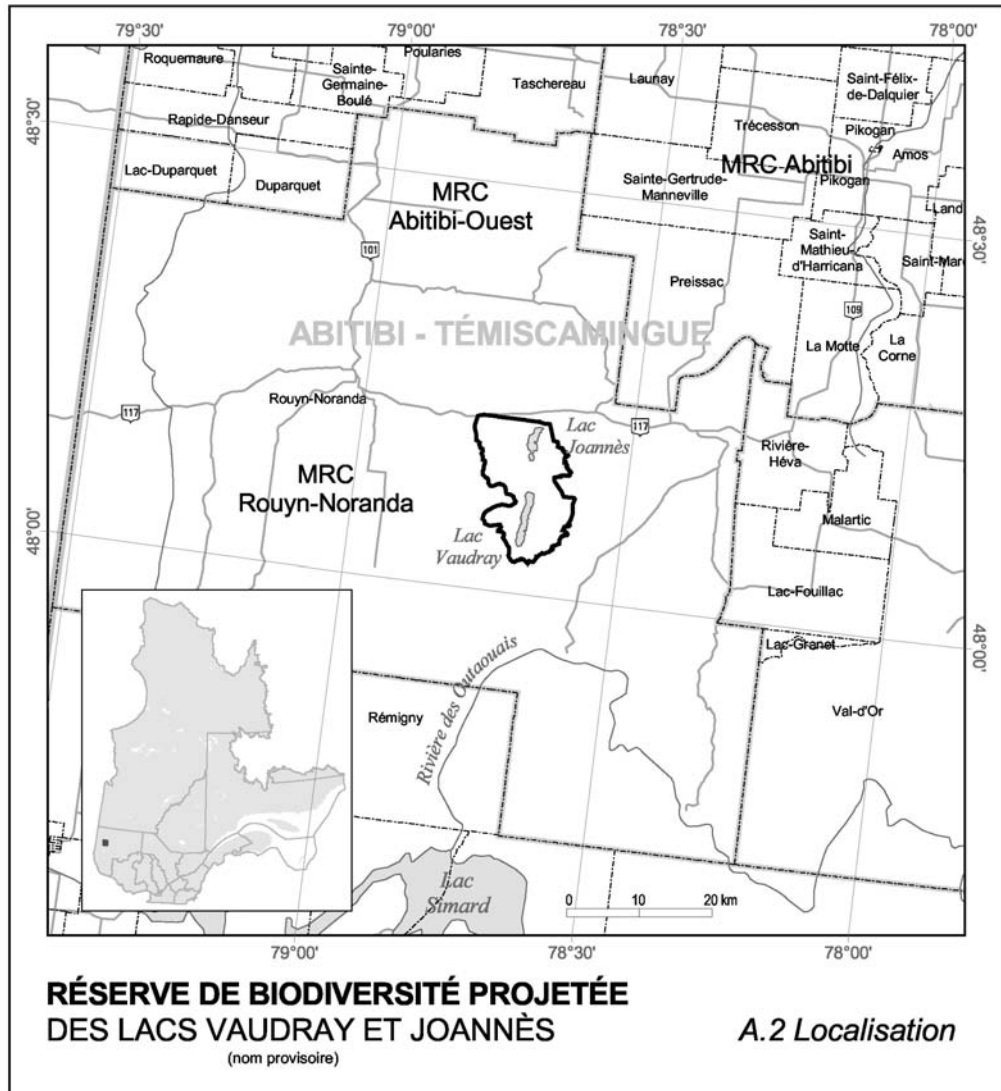 79°30'
79°00'
78°30'
78°00'
Roquemaure
Sainte-
Germaine-
Boulé
Poularies
Taschereau
Launay
Saint-Félix-
de-Dalquier
48°30'
Rapide-Danseur
Trécesson
Pikogan
Amos
Lac-Duparquet
Duparquet
MRC
Abitibi-Ouest
Sainte-Gertrude-
Manneville
MRC Abitibi
Pikogan
Land
48°30'
101
Saint-
Mathieu-
d'Harricana
Saint-Marc
Preissac
109
ABITIBI - TÉMISCAMINGUE
La Motte
La
Corne
117
Rouyn-Noranda
Lac
Joannès
117
Rivière-
Héva
MRC
Rouyn-Noranda
Malartic
48°00'
Lac
Vaudray
Lac-Fouillac
48°00'
Lac-Granet
Rivière des Outaouais
Rémigny
Val-d'Or
Lac
Simard
0 10 20 km
79°00'
78°30'
78°00'
RÉSERVE DE BIODIVERSITÉ PROJETÉE
DES LACS VAUDRAY ET JOANNÈS
(nom provisoire)
A.2 Localisation